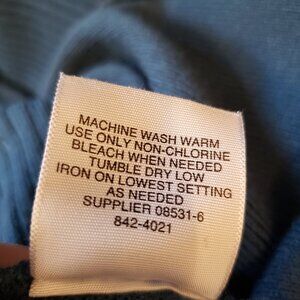 MACHINE WASH WARM
USE ONLY NON-CHLORINE
BLEACH WHEN NEEDED
TUMBLE DRY LOW
IRON ON LOWEST SETTING
AS NEEDED
SUPPLIER 08531-6
842-4021